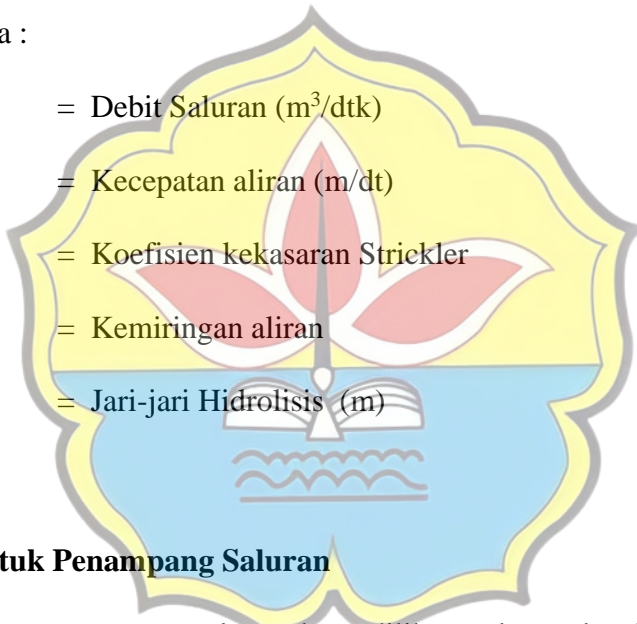 a :
= Debit Saluran (m³/dtk)
= Kecepatan aliran (m/dt)
= Koefisien kekasaran Strickler
= Kemiringan aliran
= Jari-jari Hidrolisis (m)
tuk Penampang Saluran